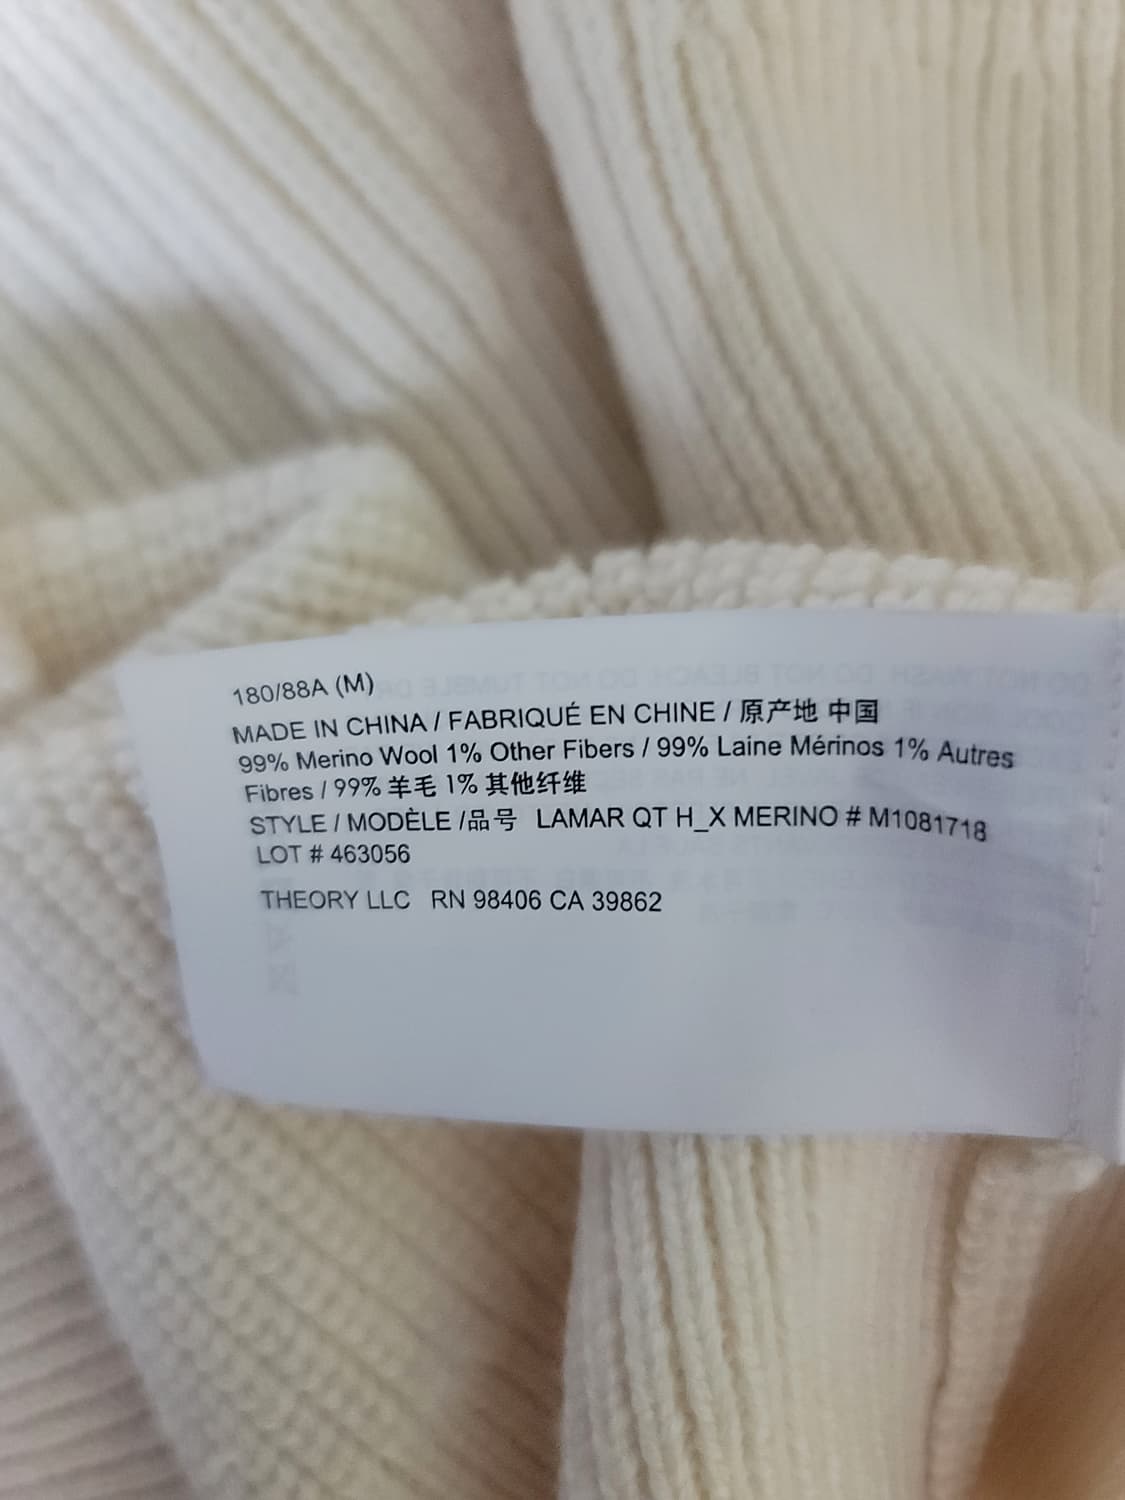 180/88A (M)
MADE IN CHINA / FABRIQUÉ EN CHINE / 原产地 中国
99% Merino Wool 1% Other Fibers / 99% Laine Mérinos 1% Autres
Fibres / 99% 羊毛 1% 其他纤维
STYLE / MODÈLE /品号 LAMAR QT H_X MERINO # M1081718
LOT # 463056
THEORY LLC RN 98406 CA 39862